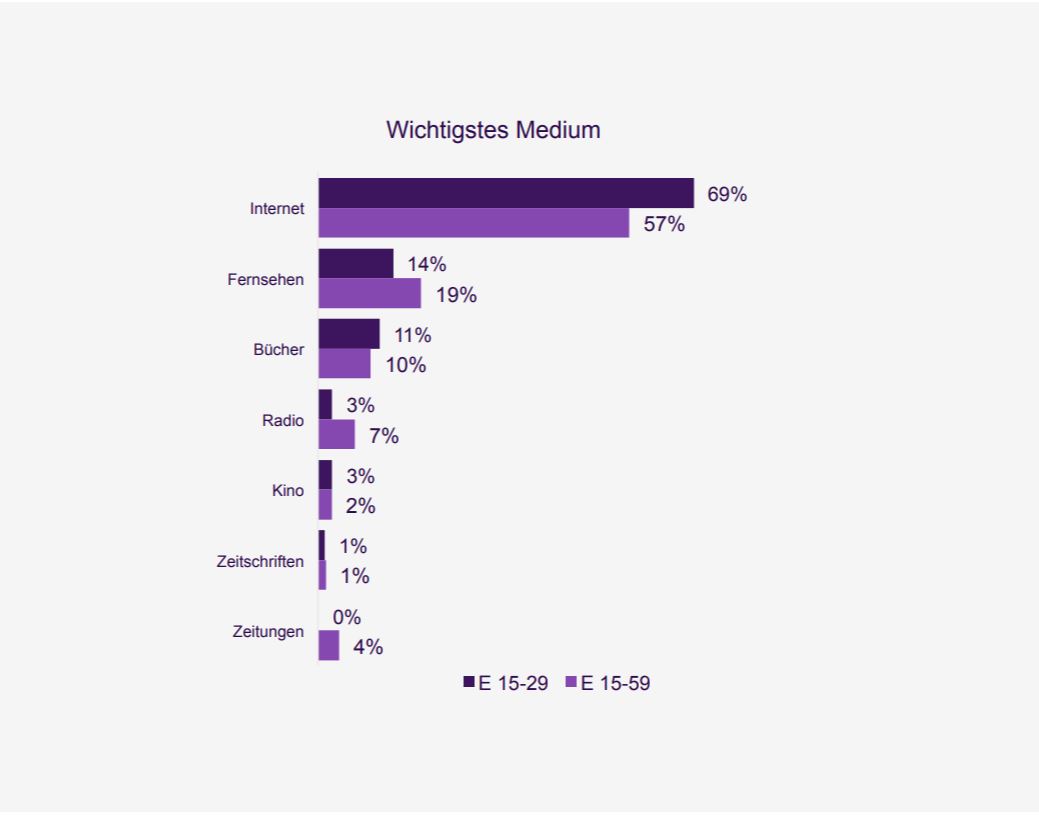 Wichtigstes Medium
Internet
69%
57%
Fernsehen
14%
19%
Bücher
11%
10%
Radio
3%
7%
Kino
3%
2%
Zeitschriften
1%
1%
Zeitungen
0%
4%
E 15-29 E 15-59